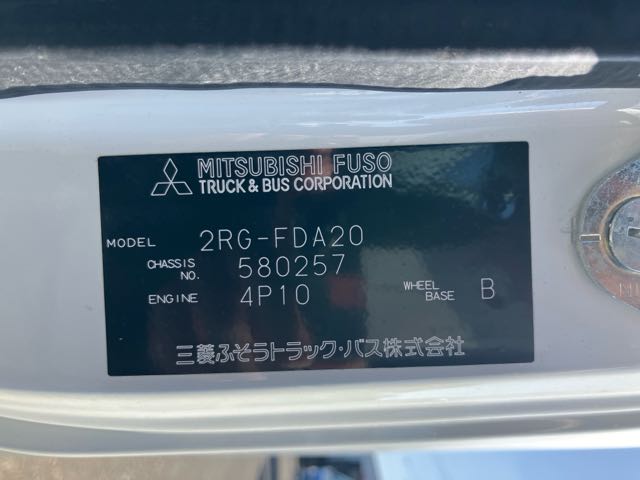 MITSUBISHI FUSO
TRUCK & BUS CORPORATION
MODEL 2RG-FDA20
CHASSIS NO. 580257
ENGINE 4P10 WHEEL BASE B
三菱ふそうトラック・バス株式会社